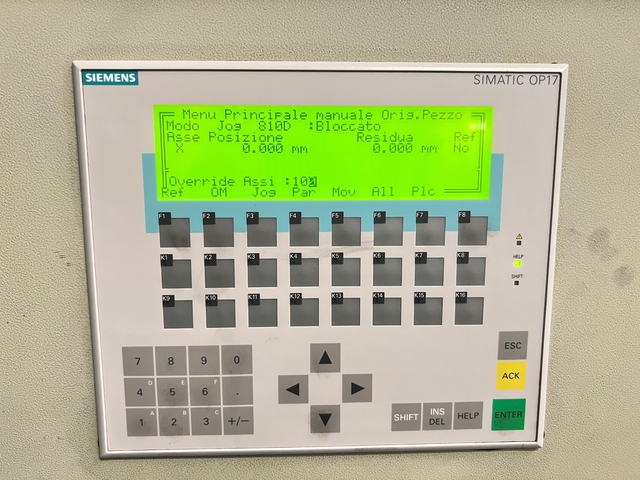 SIEMENS
SIMATIC OP17
Menu Principale manuale Orig.Pezzo
Modo Jog 810D :Bloccato
Asse Posizione Residua Ref
X 0.000 mm 0.000 mm No
Override Assi :10%
Ref OM Jog Par Mov All Plc
F1 F2 F3 F4 F5 F6 F7 F8
K1 K2 K3 K4 K5 K6 K7 K8
HELP
SHIFT
K9 K10 K11 K12 K13 K14 K15 K16
7 8 9 0
ESC
4 D 5 E 6 F .
ACK
1 A 2 B 3 C +/-
SHIFT INS DEL HELP ENTER